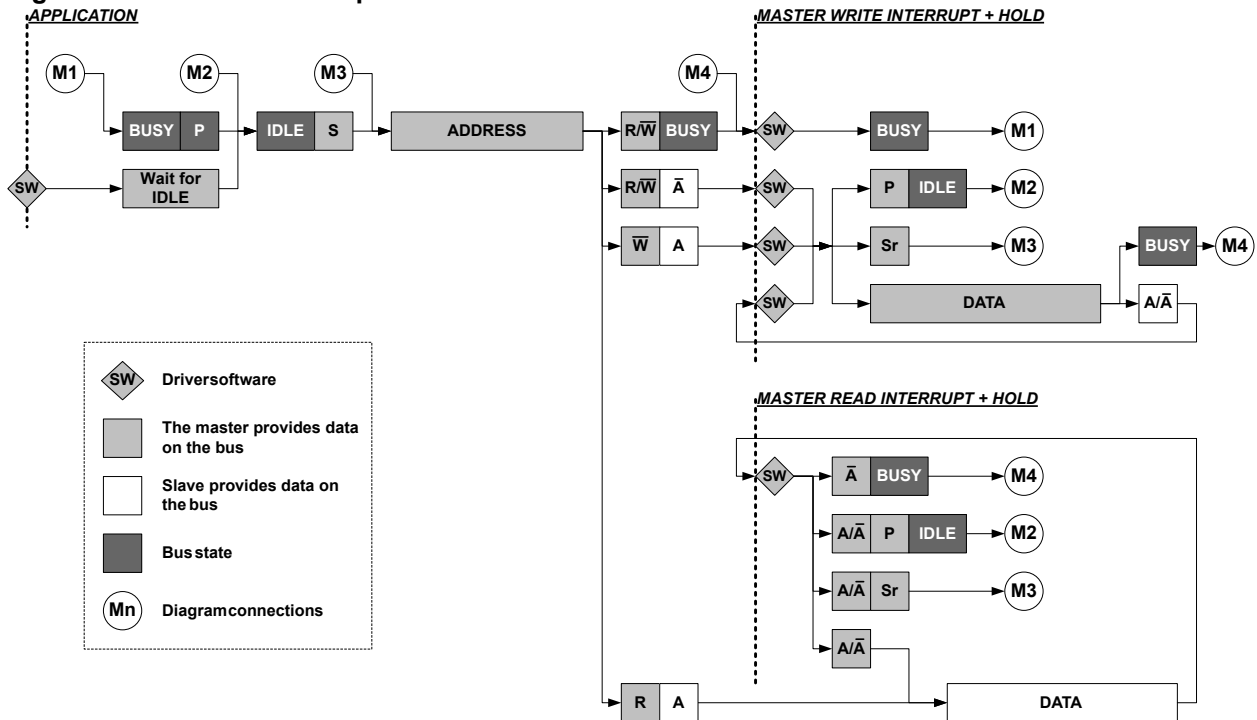 APPLICATION
MASTER WRITE INTERRUPT + HOLD
M1
M2
M3
M4
BUSY P
IDLE S
ADDRESS
R/W̅ BUSY
SW
BUSY
M1
SW
Wait for
IDLE
R/W̅ A̅
SW
P IDLE
M2
W̅ A
SW
Sr
M3
BUSY
M4
SW
DATA
A/A̅
SW Driversoftware
The master provides data
on the bus
Slave provides data on
the bus
Bus state
Mn Diagramconnections
MASTER READ INTERRUPT + HOLD
SW
A̅ BUSY
M4
A/A̅ P IDLE
M2
A/A̅ Sr
M3
A/A̅
R A
DATA